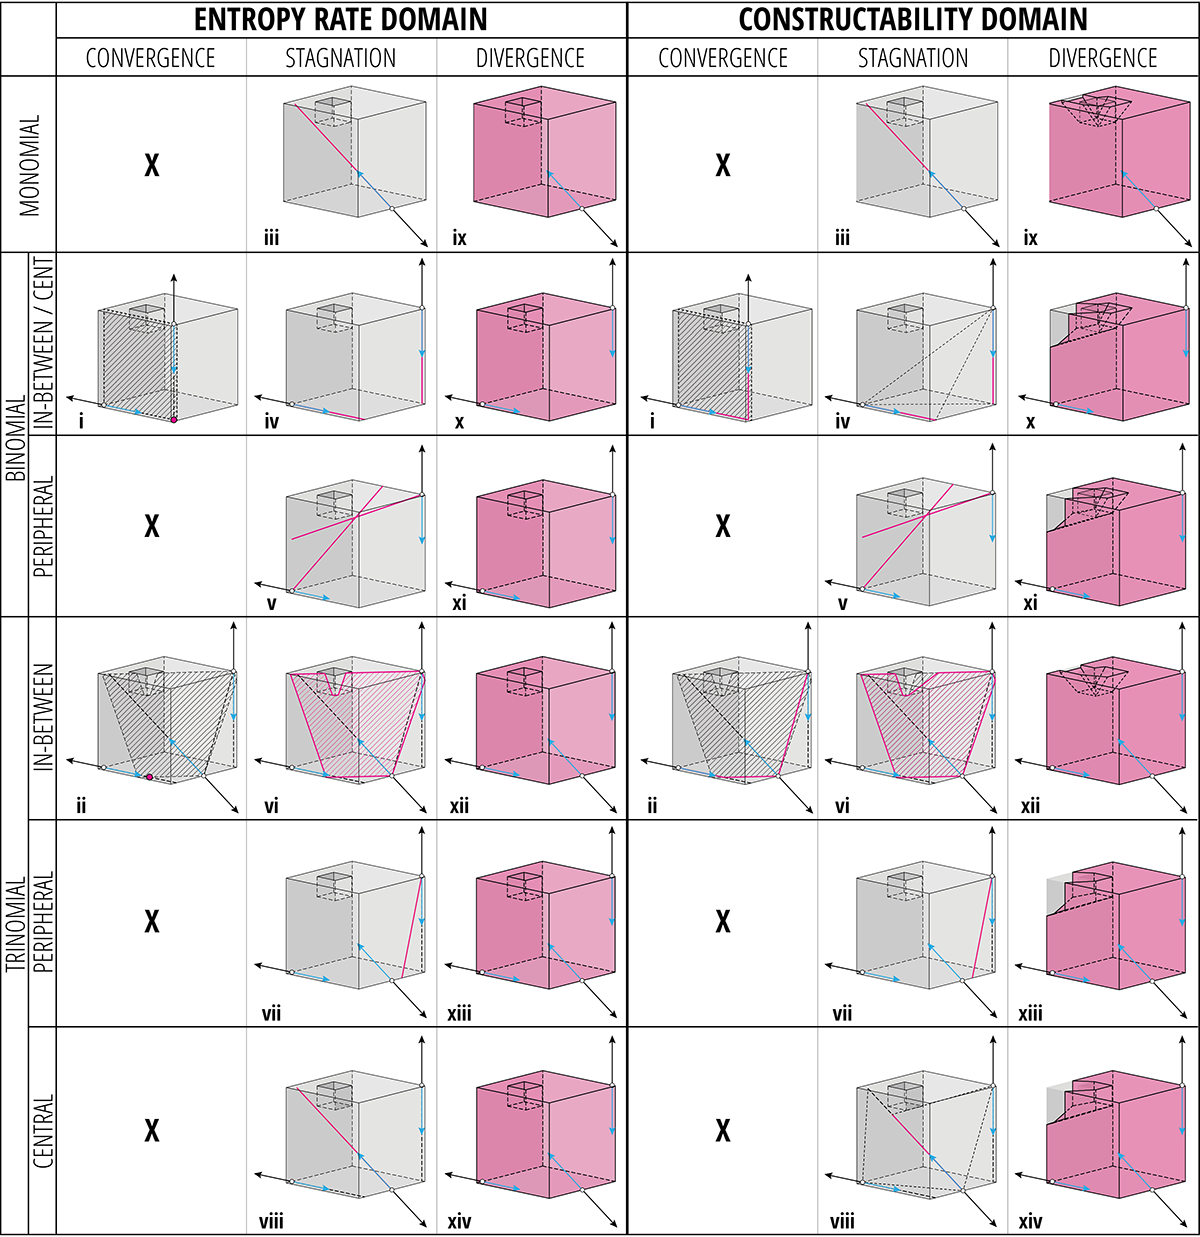 ENTROPY RATE DOMAIN
CONSTRUCTABILITY DOMAIN
CONVERGENCE
STAGNATION
DIVERGENCE
CONVERGENCE
STAGNATION
DIVERGENCE
MONOMIAL
X
iii
ix
X
iii
ix
BINOMIAL
IN-BETWEEN / CENT
i
iv
x
i
iv
x
PERIPHERAL
X
v
xi
X
v
xi
TRINOMIAL
IN-BETWEEN
ii
vi
xii
ii
vi
xii
PERIPHERAL
X
vii
xiii
X
vii
xiii
CENTRAL
X
viii
xiv
X
viii
xiv